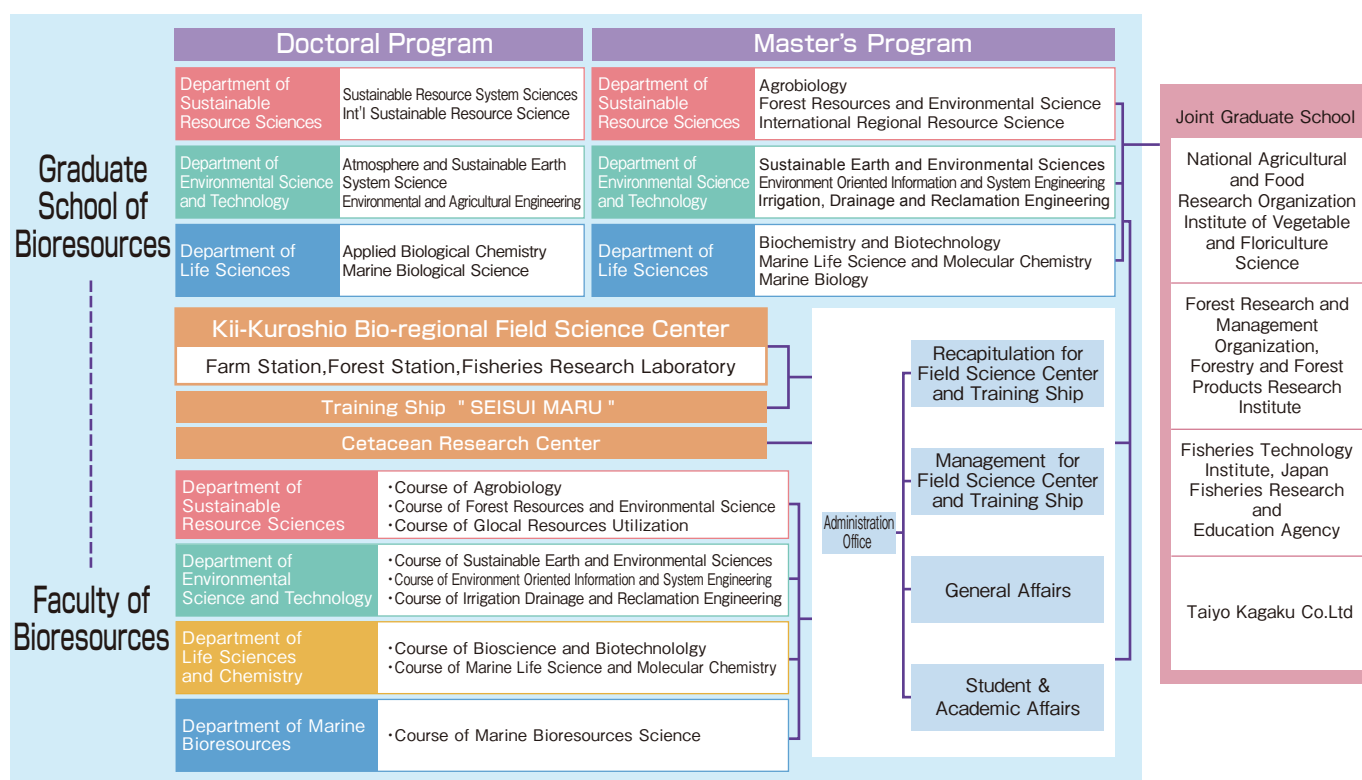 Doctoral Program
Master's Program
Graduate
School of
Bioresources
Department of
Sustainable
Resource Sciences
Sustainable Resource System Sciences
Int'l Sustainable Resource Science
Department of
Sustainable
Resource Sciences
Agrobiology
Forest Resources and Environmental Science
International Regional Resource Science
Department of
Environmental Science
and Technology
Atmosphere and Sustainable Earth
System Science
Environmental and Agricultural Engineering
Department of
Environmental Science
and Technology
Sustainable Earth and Environmental Sciences
Environment Oriented Information and System Engineering
Irrigation, Drainage and Reclamation Engineering
Department of
Life Sciences
Applied Biological Chemistry
Marine Biological Science
Department of
Life Sciences
Biochemistry and Biotechnology
Marine Life Science and Molecular Chemistry
Marine Biology
Kii-Kuroshio Bio-regional Field Science Center
Farm Station,Forest Station,Fisheries Research Laboratory
Training Ship " SEISUI MARU "
Cetacean Research Center
Faculty of
Bioresources
Department of
Sustainable
Resource Sciences
・Course of Agrobiology
・Course of Forest Resources and Environmental Science
・Course of Glocal Resources Utilization
Department of
Environmental
Science and Technology
・Course of Sustainable Earth and Environmental Sciences
・Course of Environment Oriented Information and System Engineering
・Course of Irrigation Drainage and Reclamation Engineering
Department of
Life Sciences
and Chemistry
・Course of Bioscience and Biotechnololgy
・Course of Marine Life Science and Molecular Chemistry
Department of Marine
Bioresources
・Course of Marine Bioresources Science
Administration
Office
Recapitulation for
Field Science Center
and Training Ship
Management for
Field Science Center
and Training Ship
General Affairs
Student &
Academic Affairs
Joint Graduate School
National Agricultural
and Food
Research Organization
Institute of Vegetable
and Floriculture
Science
Forest Research and
Management
Organization,
Forestry and Forest
Products Research
Institute
Fisheries Technology
Institute, Japan
Fisheries Research
and
Education Agency
Taiyo Kagaku Co.Ltd